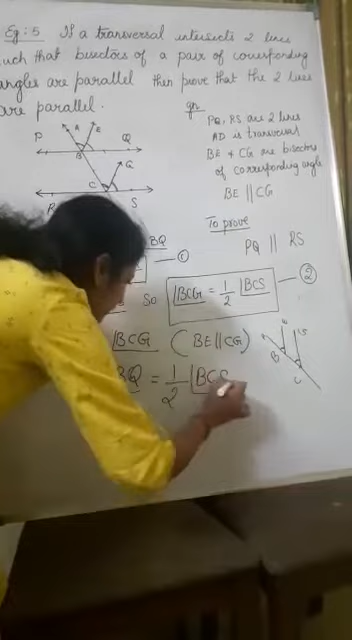 Eg: 5 If a transversal intersects 2 lines
such that bisectors of a pair of corresponding
angles are parallel then prove that the 2 lines
are parallel.
gn
PQ, RS are 2 lines
AD is transversal
BE & CG are bisectors
of corresponding angles
BE || CG
To prove
PQ || RS
P A E Q
B
G
C
R S
BQ — ①
So ∠BCG = 1/2 ∠BCS — ②
∠BCG ( BE || CG )
BQ = 1/2 ∠BCS
B
C